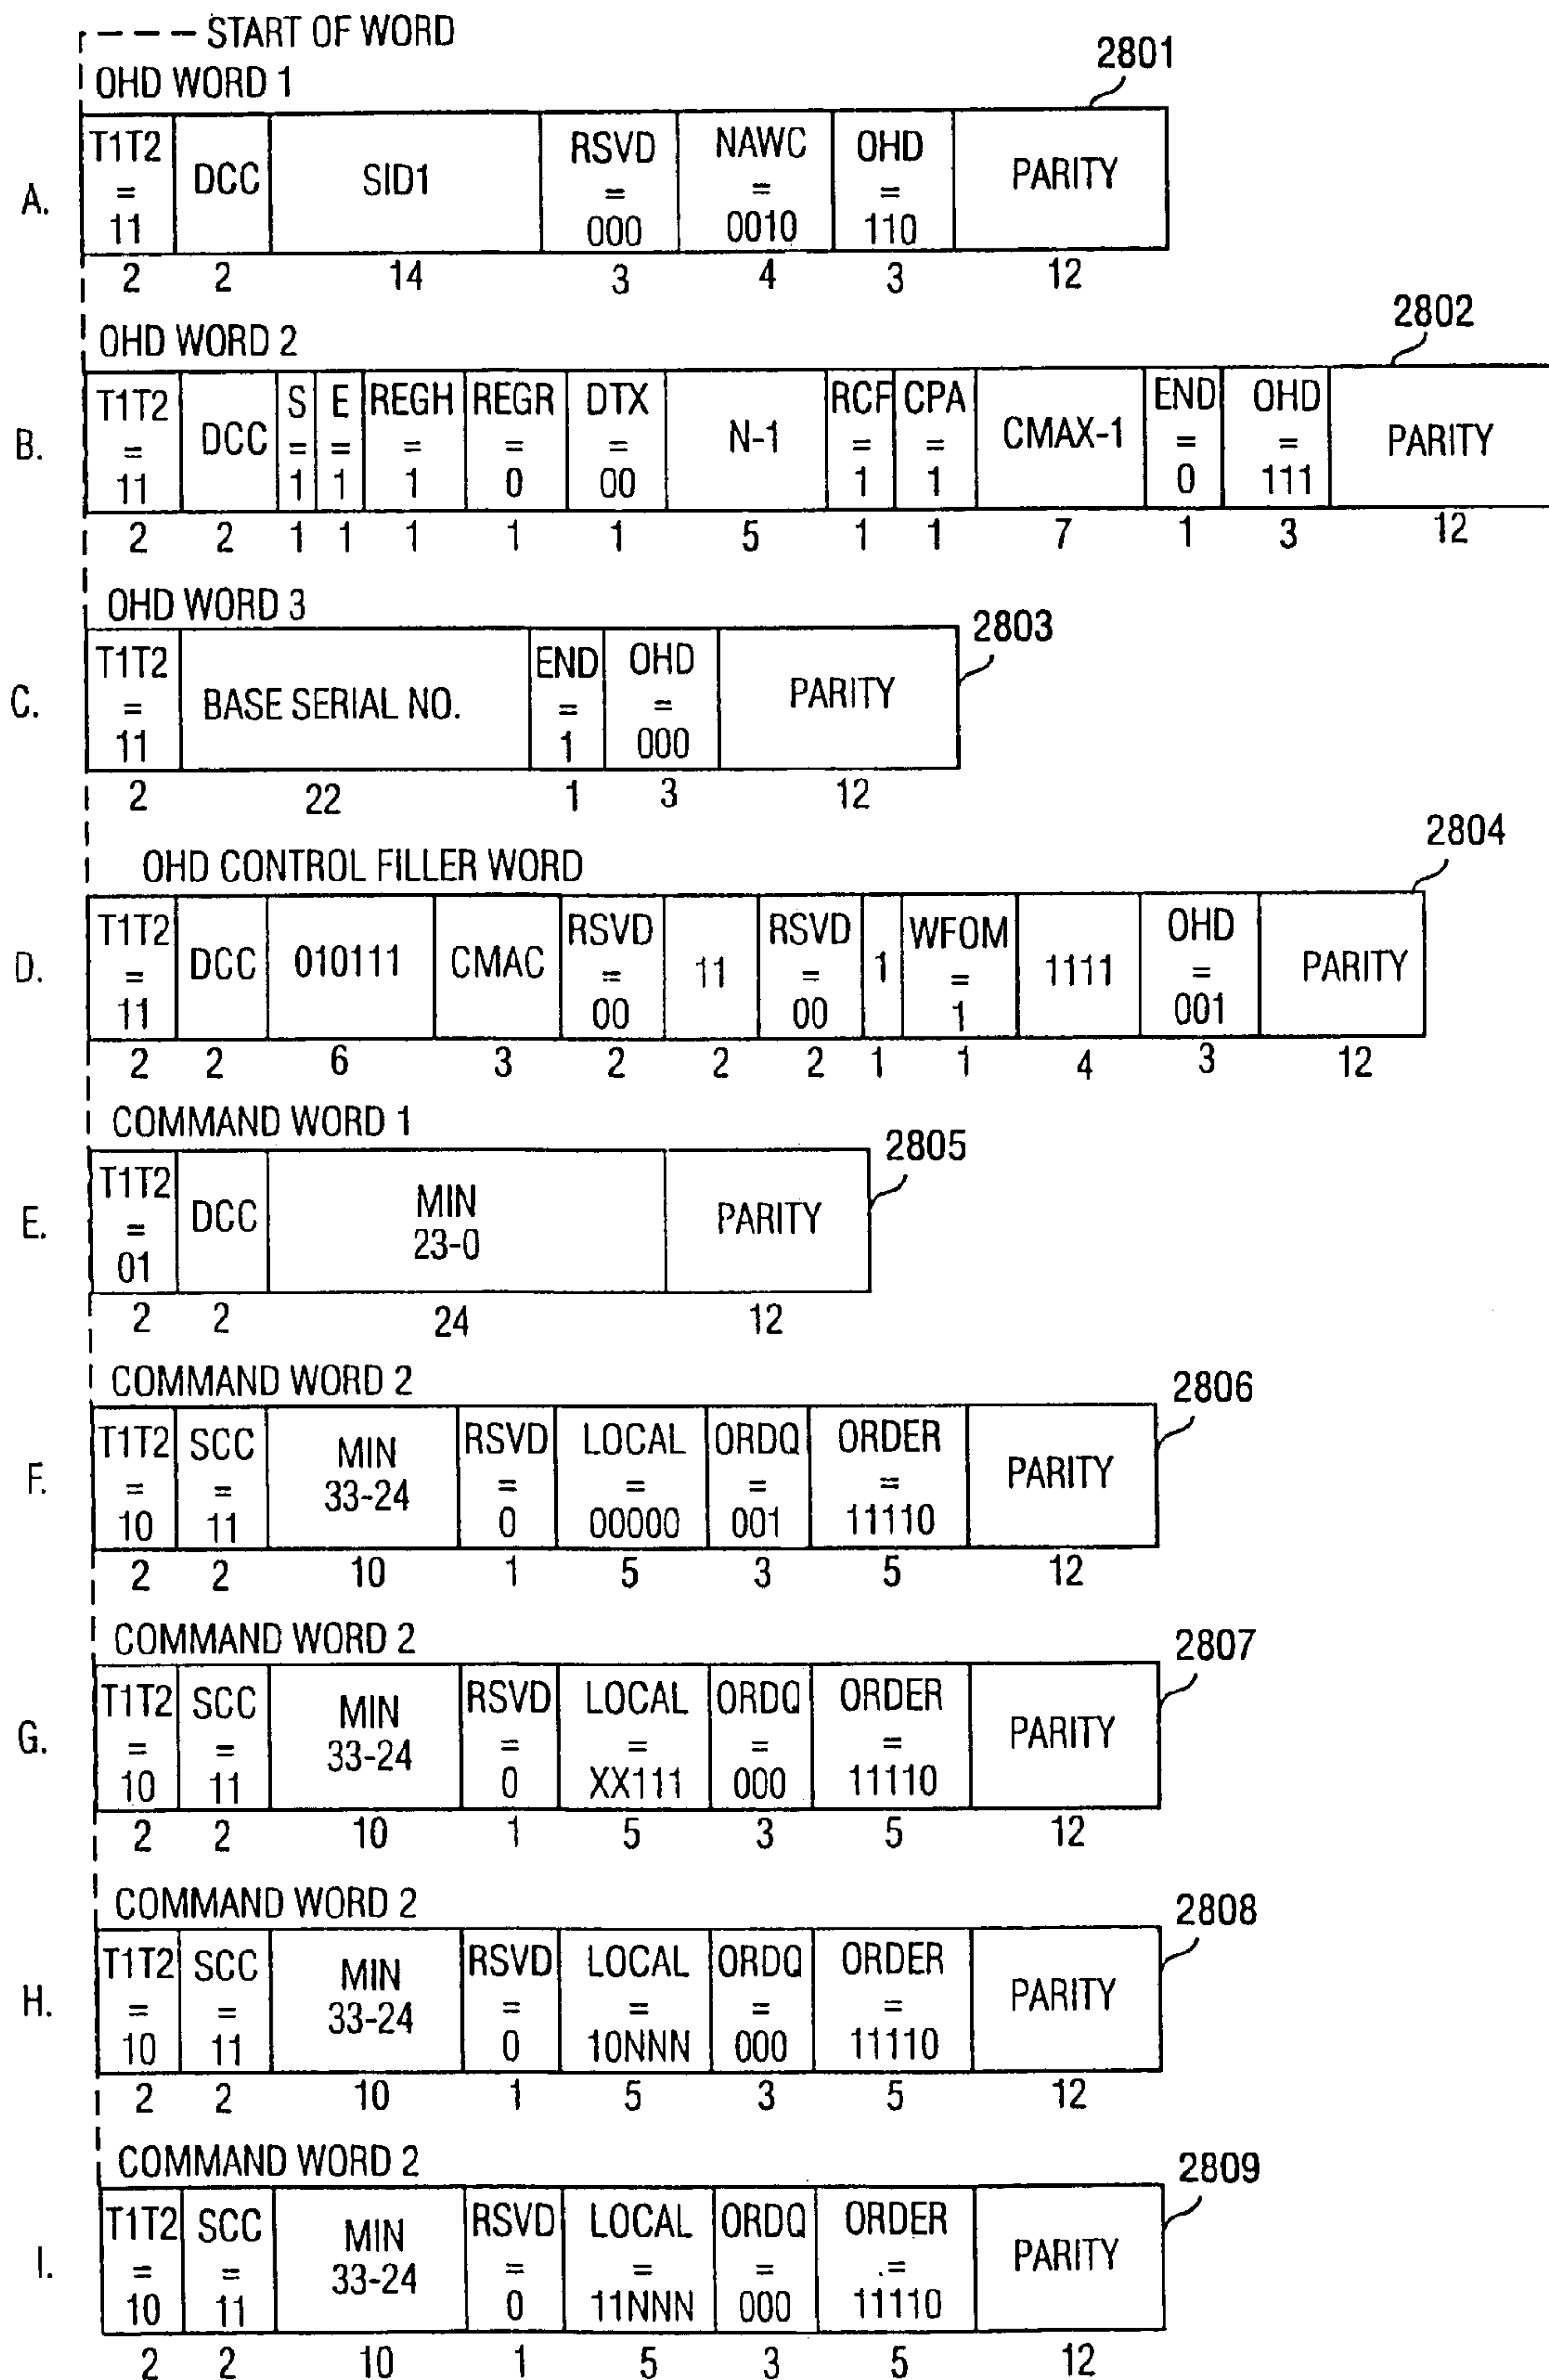 START OF WORD
OHD WORD 1
2801
A.
T1T2 = 11
DCC
SID1
RSVD = 000
NAWC = 0010
OHD = 110
PARITY
2 2 14 3 4 3 12
OHD WORD 2
2802
B.
T1T2 = 11
DCC
S = 1
E = 1
REGH = 1
REGR = 0
DTX = 00
N-1
RCF = 1
CPA = 1
CMAX-1
END = 0
OHD = 111
PARITY
2 2 1 1 1 1 1 5 1 1 7 1 3 12
OHD WORD 3
2803
C.
T1T2 = 11
BASE SERIAL NO.
END = 1
OHD = 000
PARITY
2 22 1 3 12
OHD CONTROL FILLER WORD
2804
D.
T1T2 = 11
DCC
010111
CMAC
RSVD = 00
11
RSVD = 00
1
WFOM = 1
1111
OHD = 001
PARITY
2 2 6 3 2 2 2 1 1 4 3 12
COMMAND WORD 1
2805
E.
T1T2 = 01
DCC
MIN 23-0
PARITY
2 2 24 12
COMMAND WORD 2
2806
F.
T1T2 = 10
SCC = 11
MIN 33-24
RSVD = 0
LOCAL = 00000
ORDQ = 001
ORDER = 11110
PARITY
2 2 10 1 5 3 5 12
COMMAND WORD 2
2807
G.
T1T2 = 10
SCC = 11
MIN 33-24
RSVD = 0
LOCAL = XX111
ORDQ = 000
ORDER = 11110
PARITY
2 2 10 1 5 3 5 12
COMMAND WORD 2
2808
H.
T1T2 = 10
SCC = 11
MIN 33-24
RSVD = 0
LOCAL = 10NNN
ORDQ = 000
ORDER = 11110
PARITY
2 2 10 1 5 3 5 12
COMMAND WORD 2
2809
I.
T1T2 = 10
SCC = 11
MIN 33-24
RSVD = 0
LOCAL = 11NNN
ORDQ = 000
ORDER = 11110
PARITY
2 2 10 1 5 3 5 12